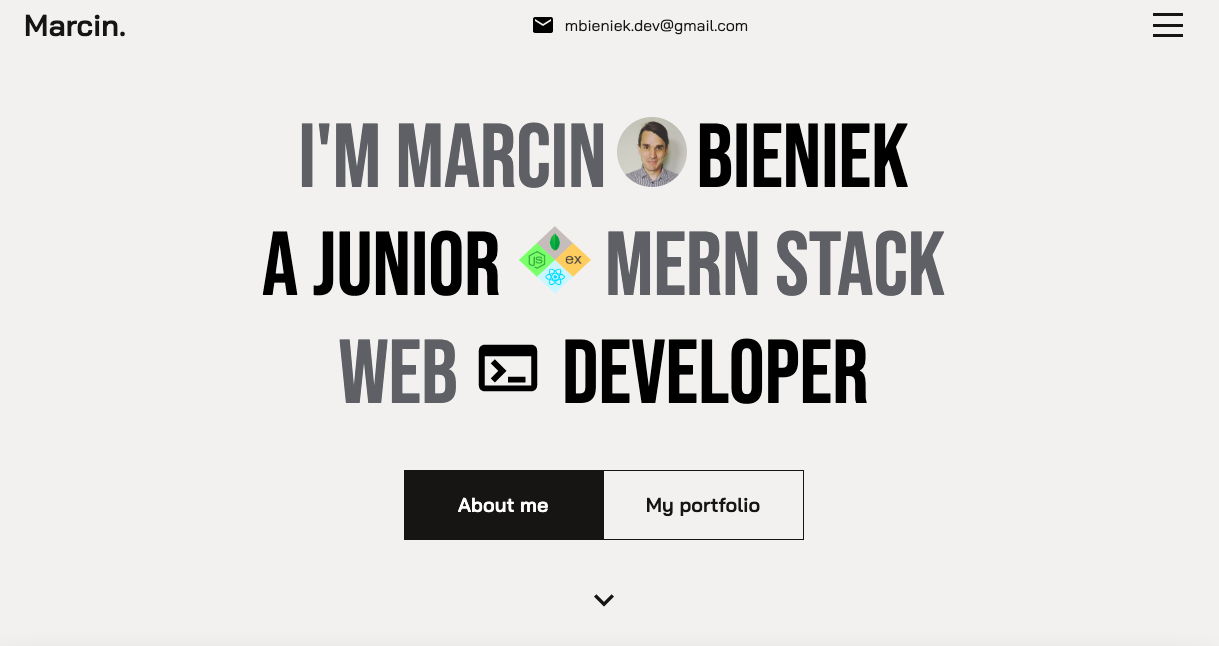 Marcin.
mbieniek.dev@gmail.com
I'M MARCIN BIENIEK
A JUNIOR js ex MERN STACK
WEB DEVELOPER
About me
My portfolio